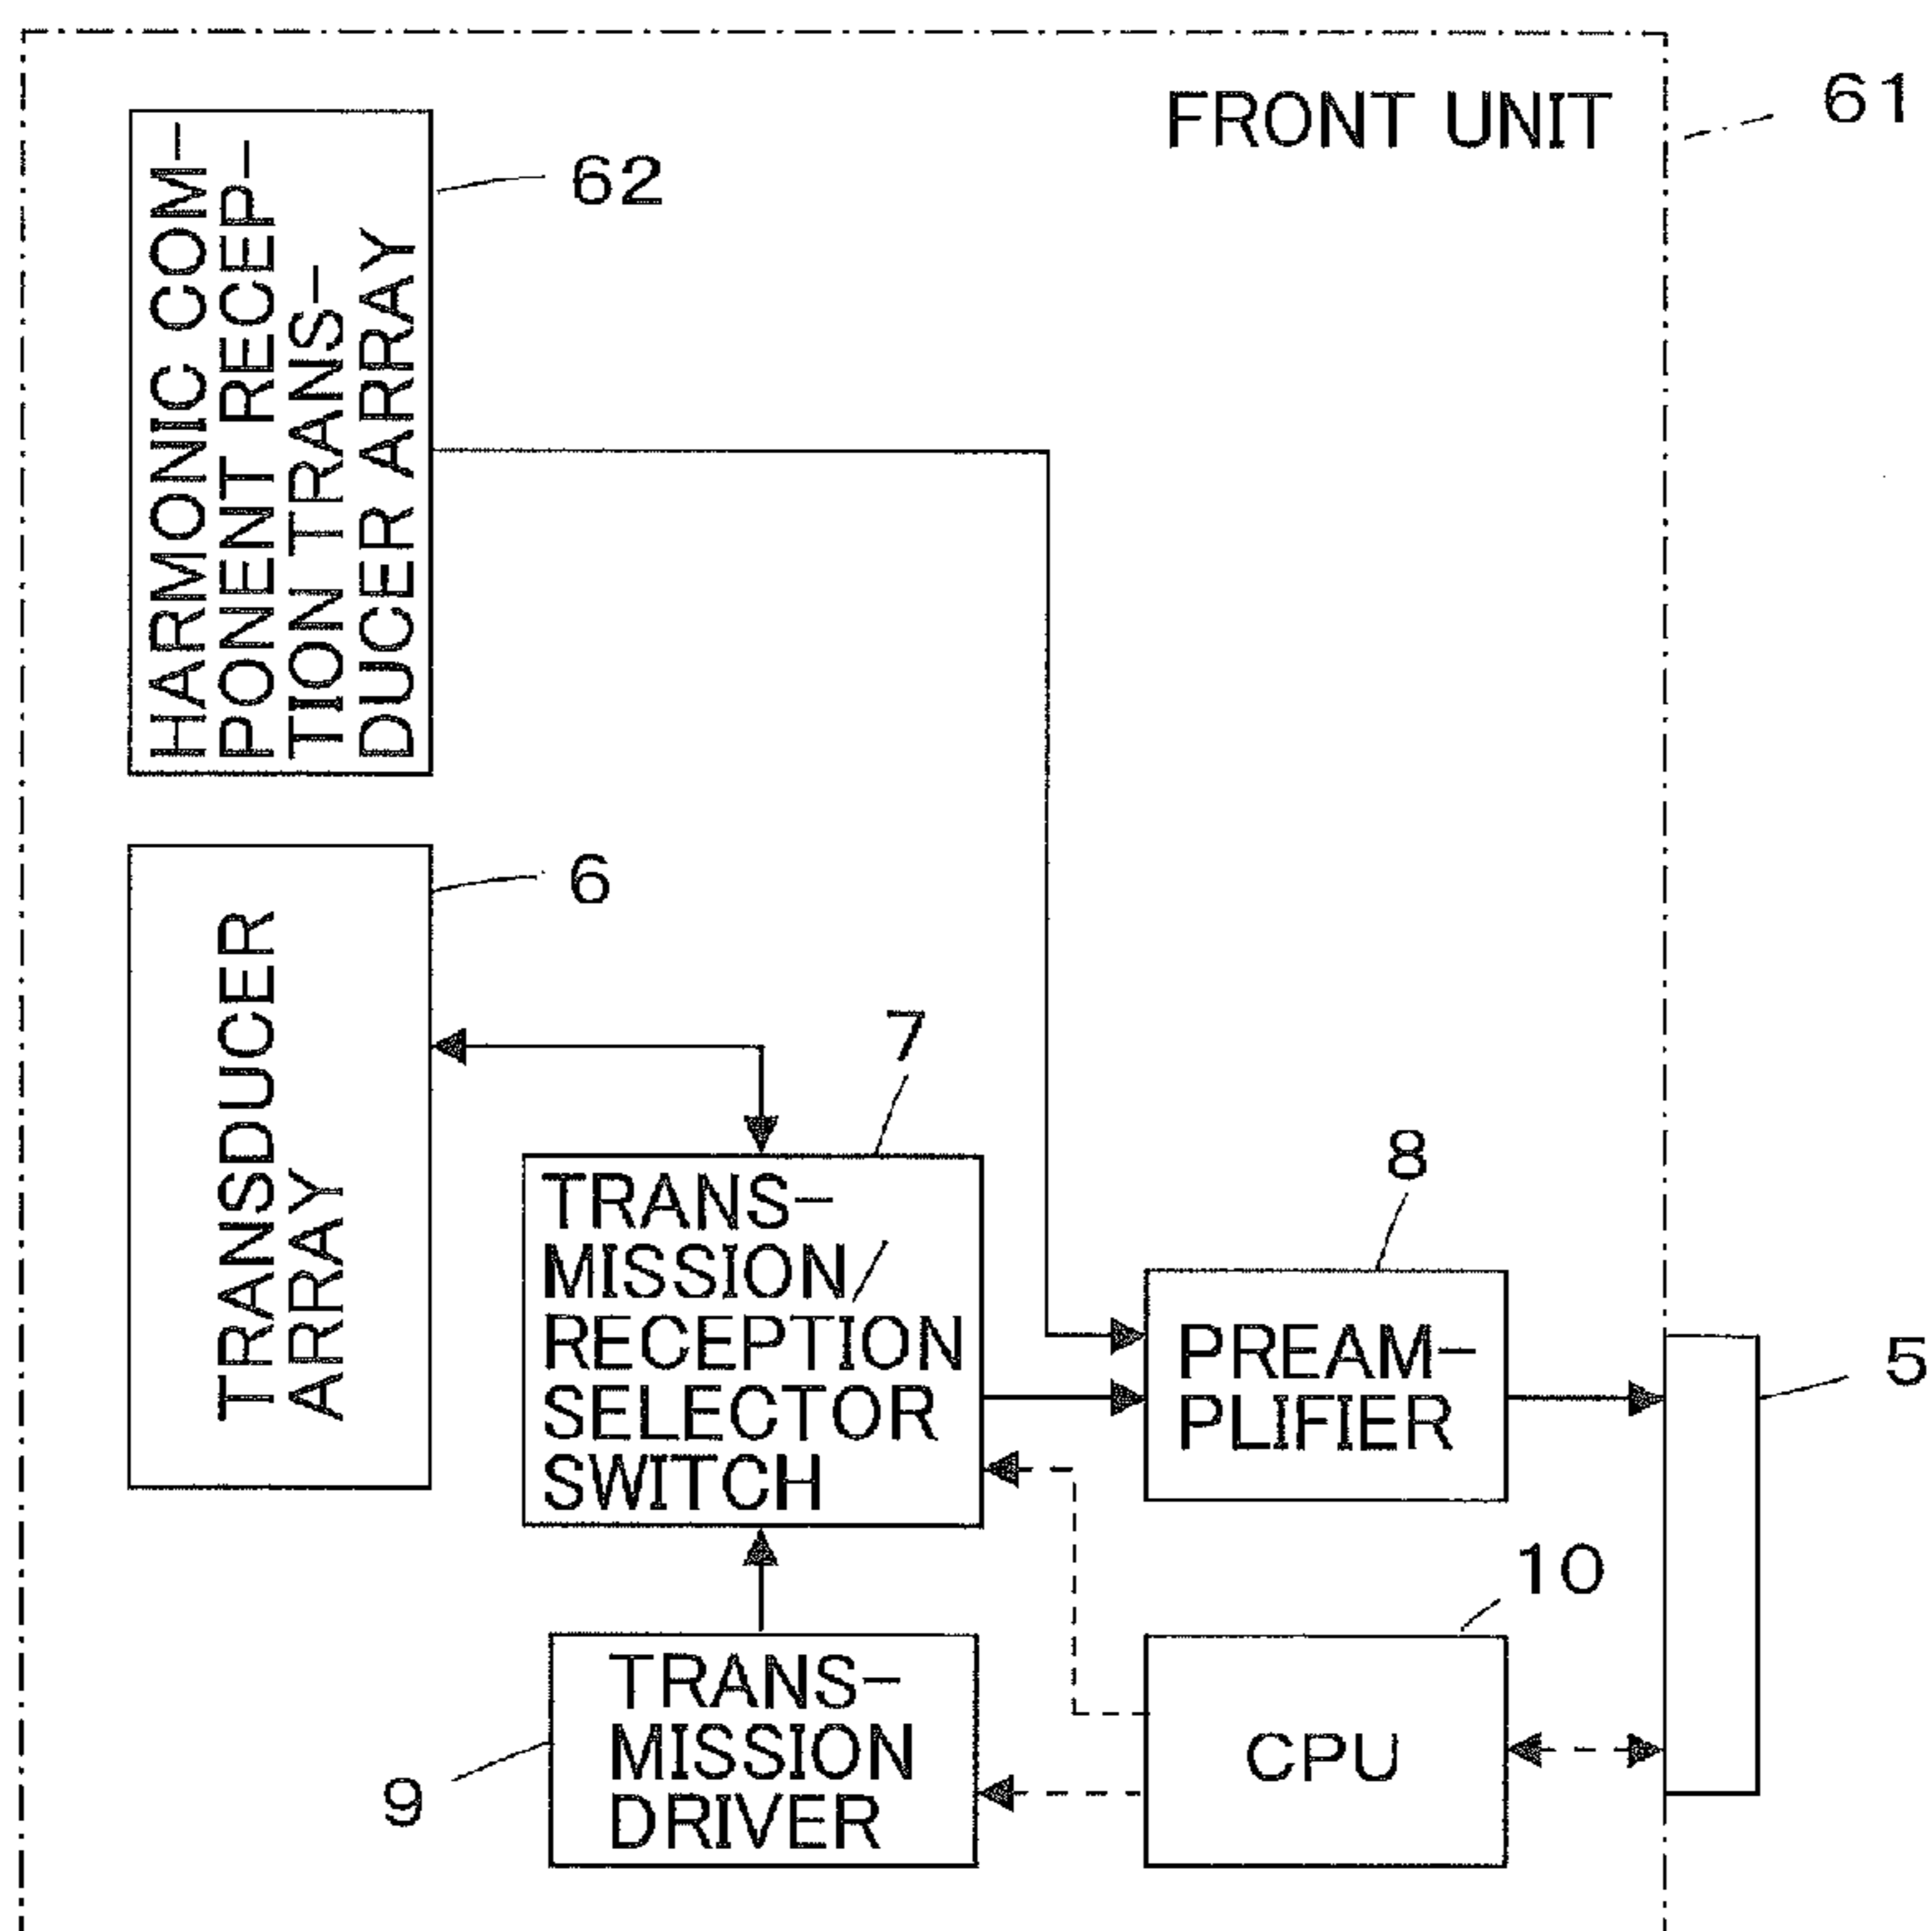 FRONT UNIT
61
HARMONIC COM-
PONENT RECEP-
TION TRANS-
DUCER ARRAY
62
TRANSDUCER
ARRAY
6
7
TRANS-
MISSION/
RECEPTION
SELECTOR
SWITCH
8
PREAM-
PLIFIER
5
10
CPU
9
TRANS-
MISSION
DRIVER